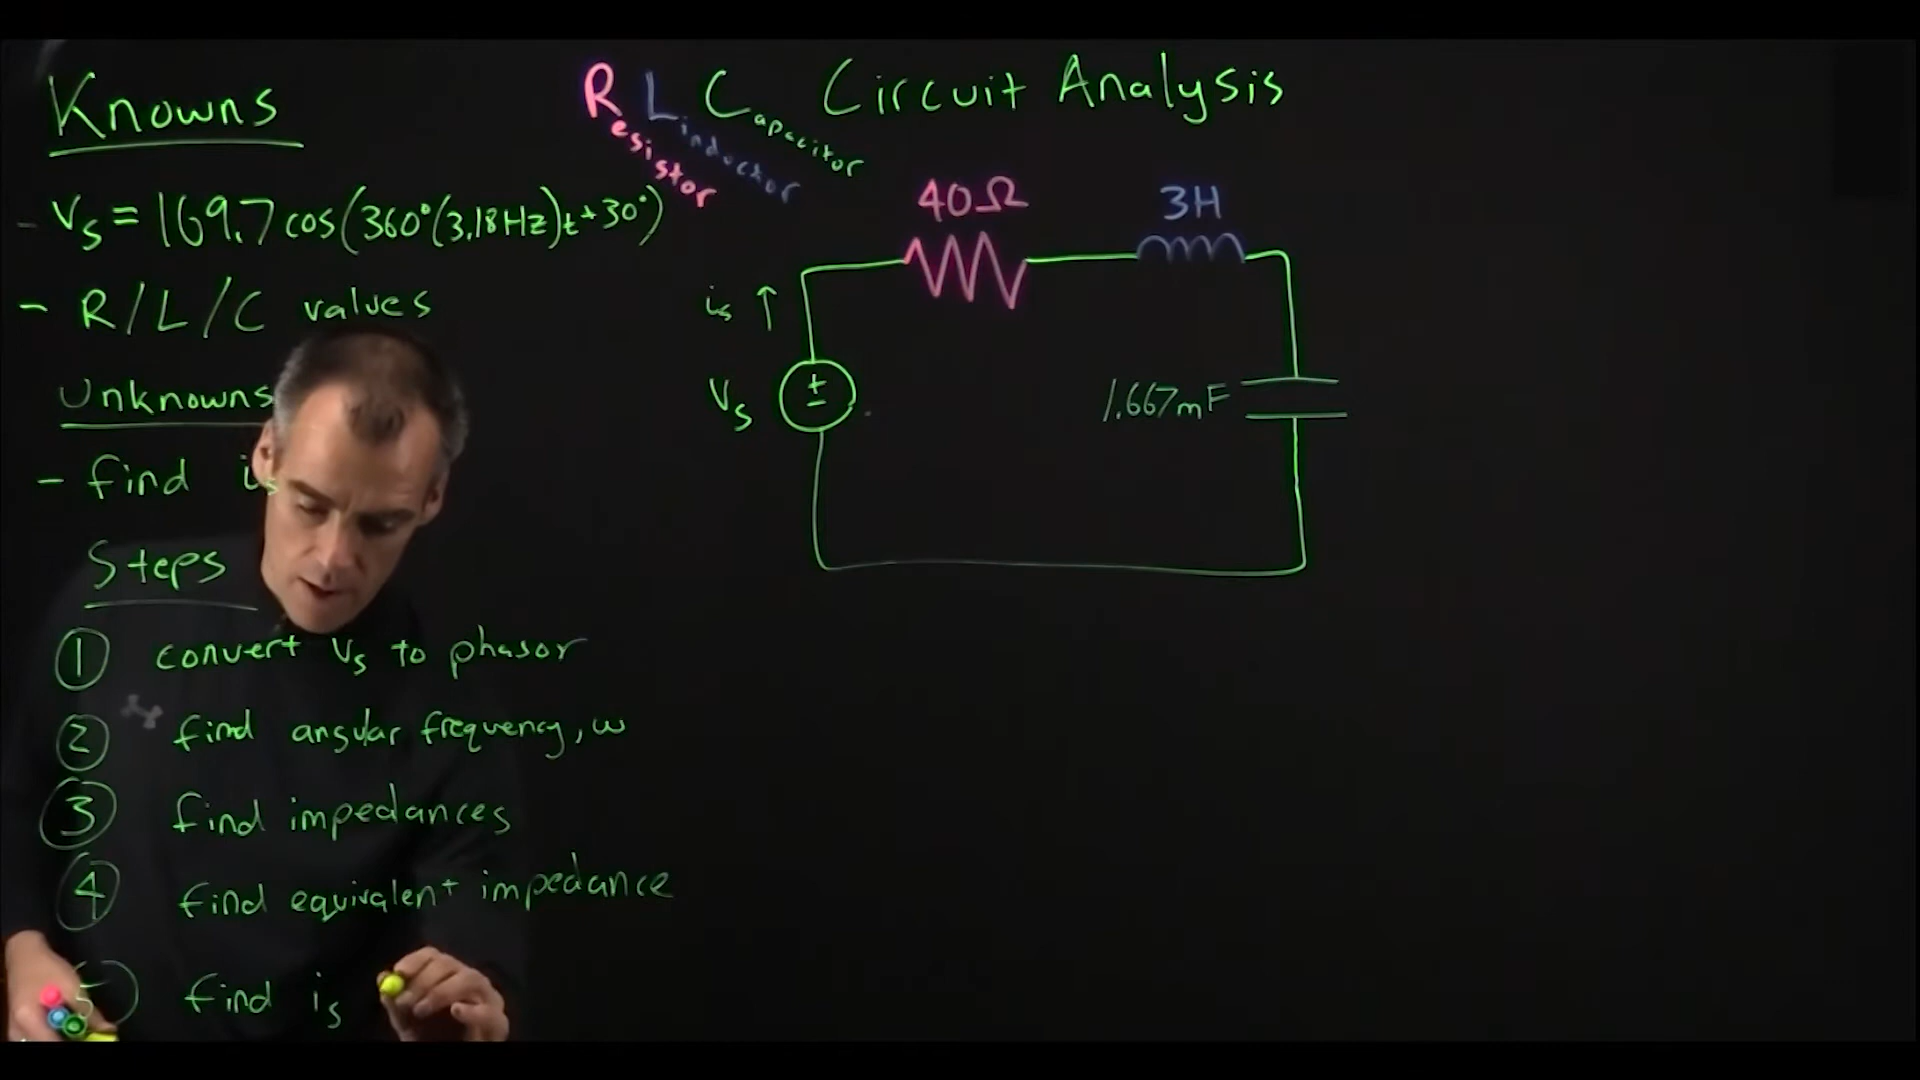 Knowns
RLC Circuit Analysis
Resistor
inductor
Capacitor
- Vs = 169.7 cos(360°(3.18Hz)t+30°)
- R/L/C values
Unknowns
- find is
Steps
① convert Vs to phasor
② find angular frequency, ω
③ find impedances
④ find equivalent impedance
⑤ find is
40Ω
3H
is ↑
Vs
+
-
1.667mF